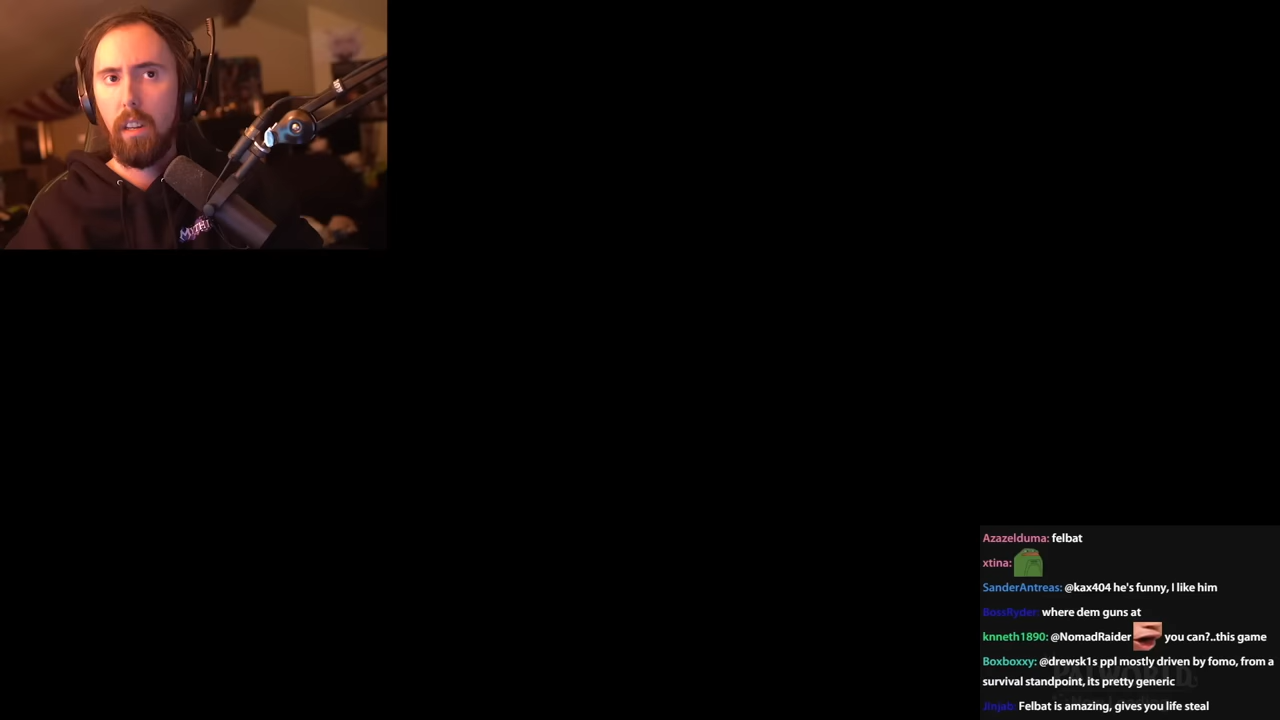 Azazelduma: felbat
xtina:
SanderAntreas: @kax404 he's funny, I like him
BossRyder: where dem guns at
knneth1890: @NomadRaider you can?..this game
Boxboxxy: @drewsk1s ppl mostly driven by fomo, from a
survival standpoint, its pretty generic
Jinjab: Felbat is amazing, gives you life steal